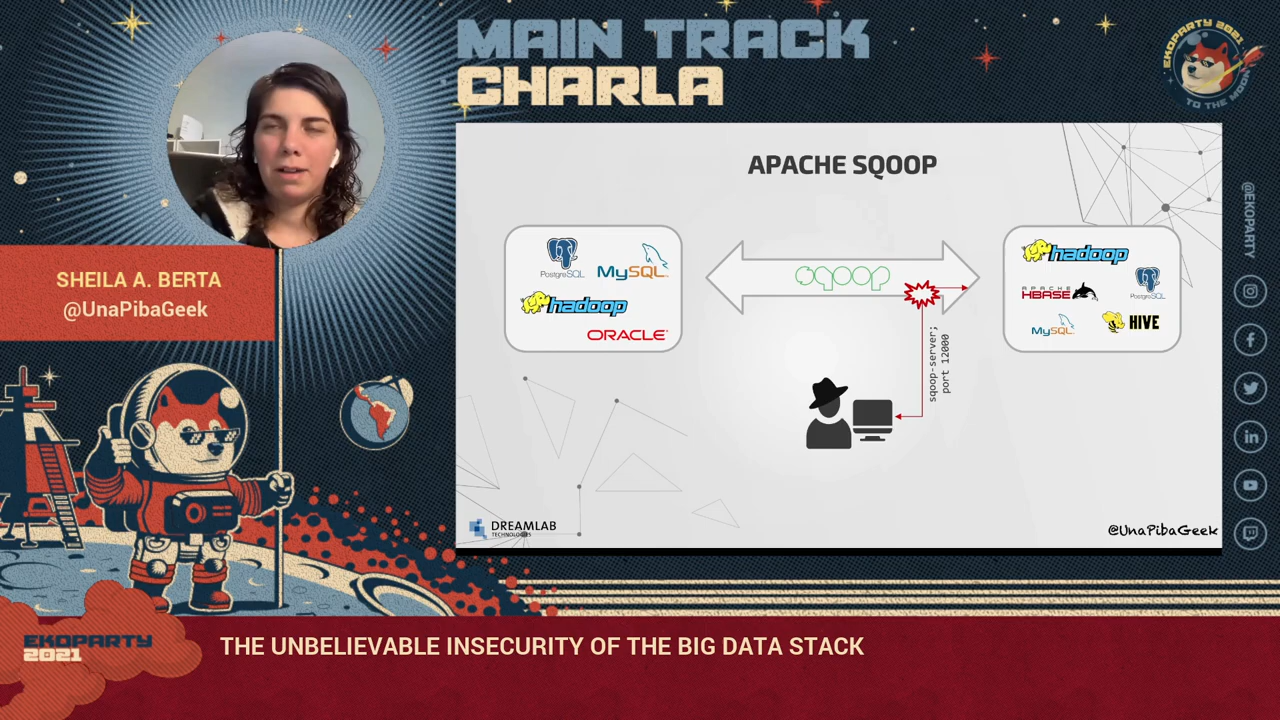 MAIN TRACK
CHARLA
EKOPARTY 2021
TO THE MOON
@EKOPARTY
SHEILA A. BERTA
@UnaPibaGeek
APACHE SQOOP
PostgreSQL
MySQL
hadoop
ORACLE
sqoop
hadoop
APACHE
HBASE
PostgreSQL
MySQL
HIVE
sqoop-server;
port 12000
DREAMLAB
TECHNOLOGIES
@UnaPibaGeek
EKOPARTY
2021
THE UNBELIEVABLE INSECURITY OF THE BIG DATA STACK